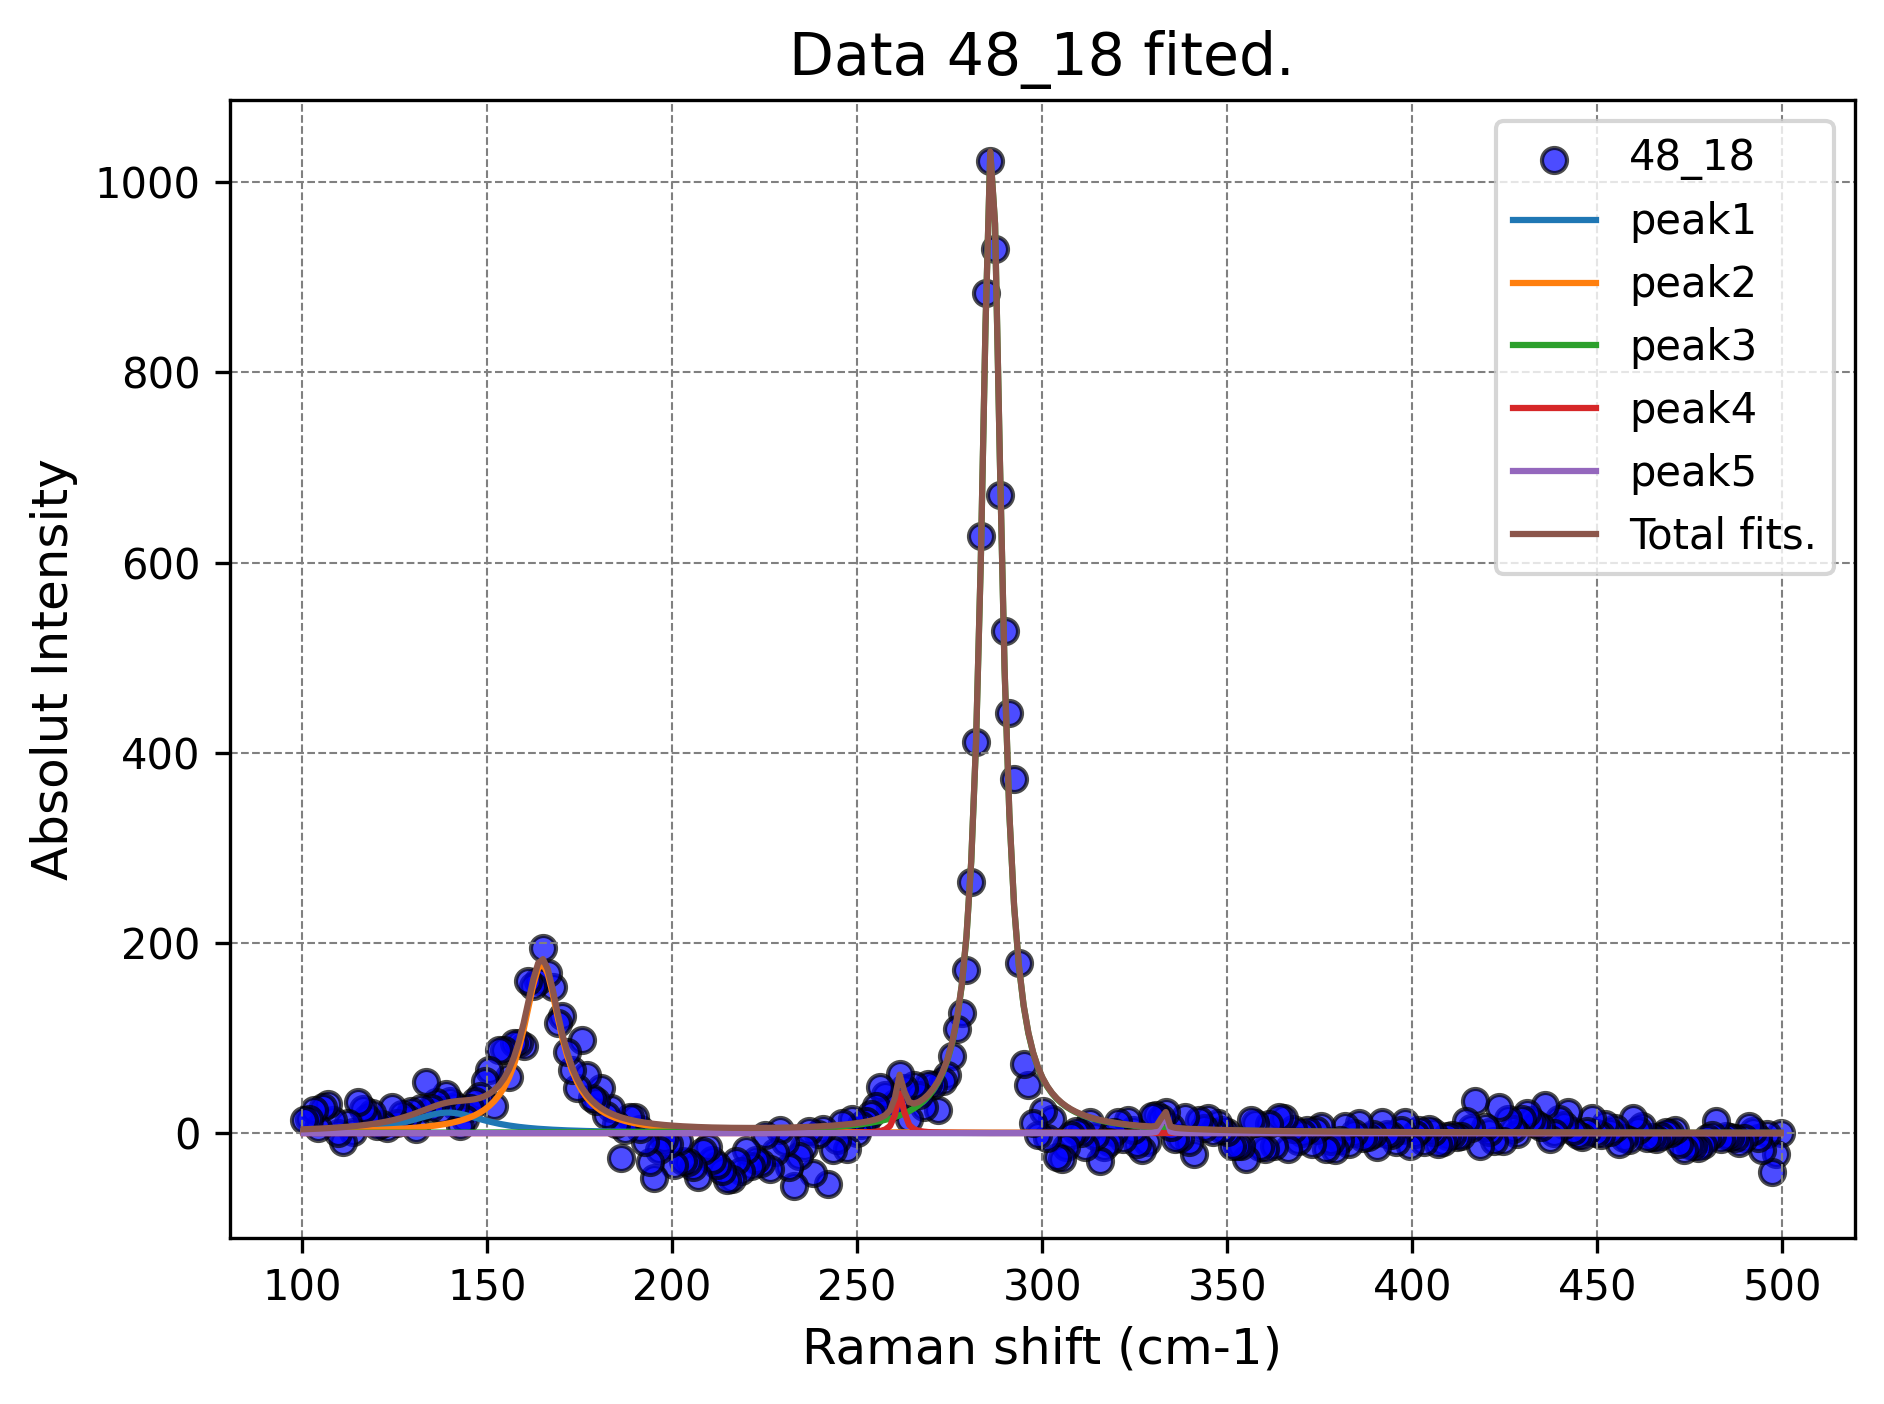 Data 48_18 fited.
48_18
peak1
peak2
peak3
peak4
peak5
Total fits.
Absolut Intensity
1000
800
600
400
200
0
100 150 200 250 300 350 400 450 500
Raman shift (cm-1)